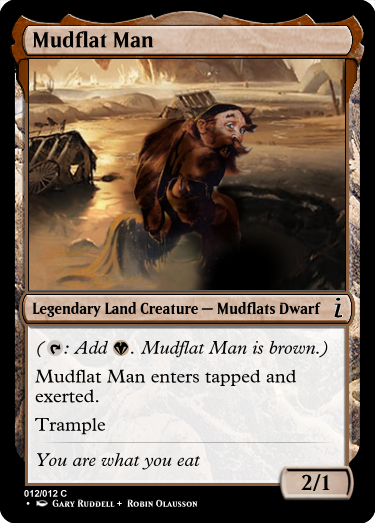 Mudflat Man
Legendary Land Creature — Mudflats Dwarf
i
( : Add . Mudflat Man is brown.)
Mudflat Man enters tapped and
exerted.
Trample
You are what you eat
2/1
012/012 C
• Gary Ruddell + Robin Olausson